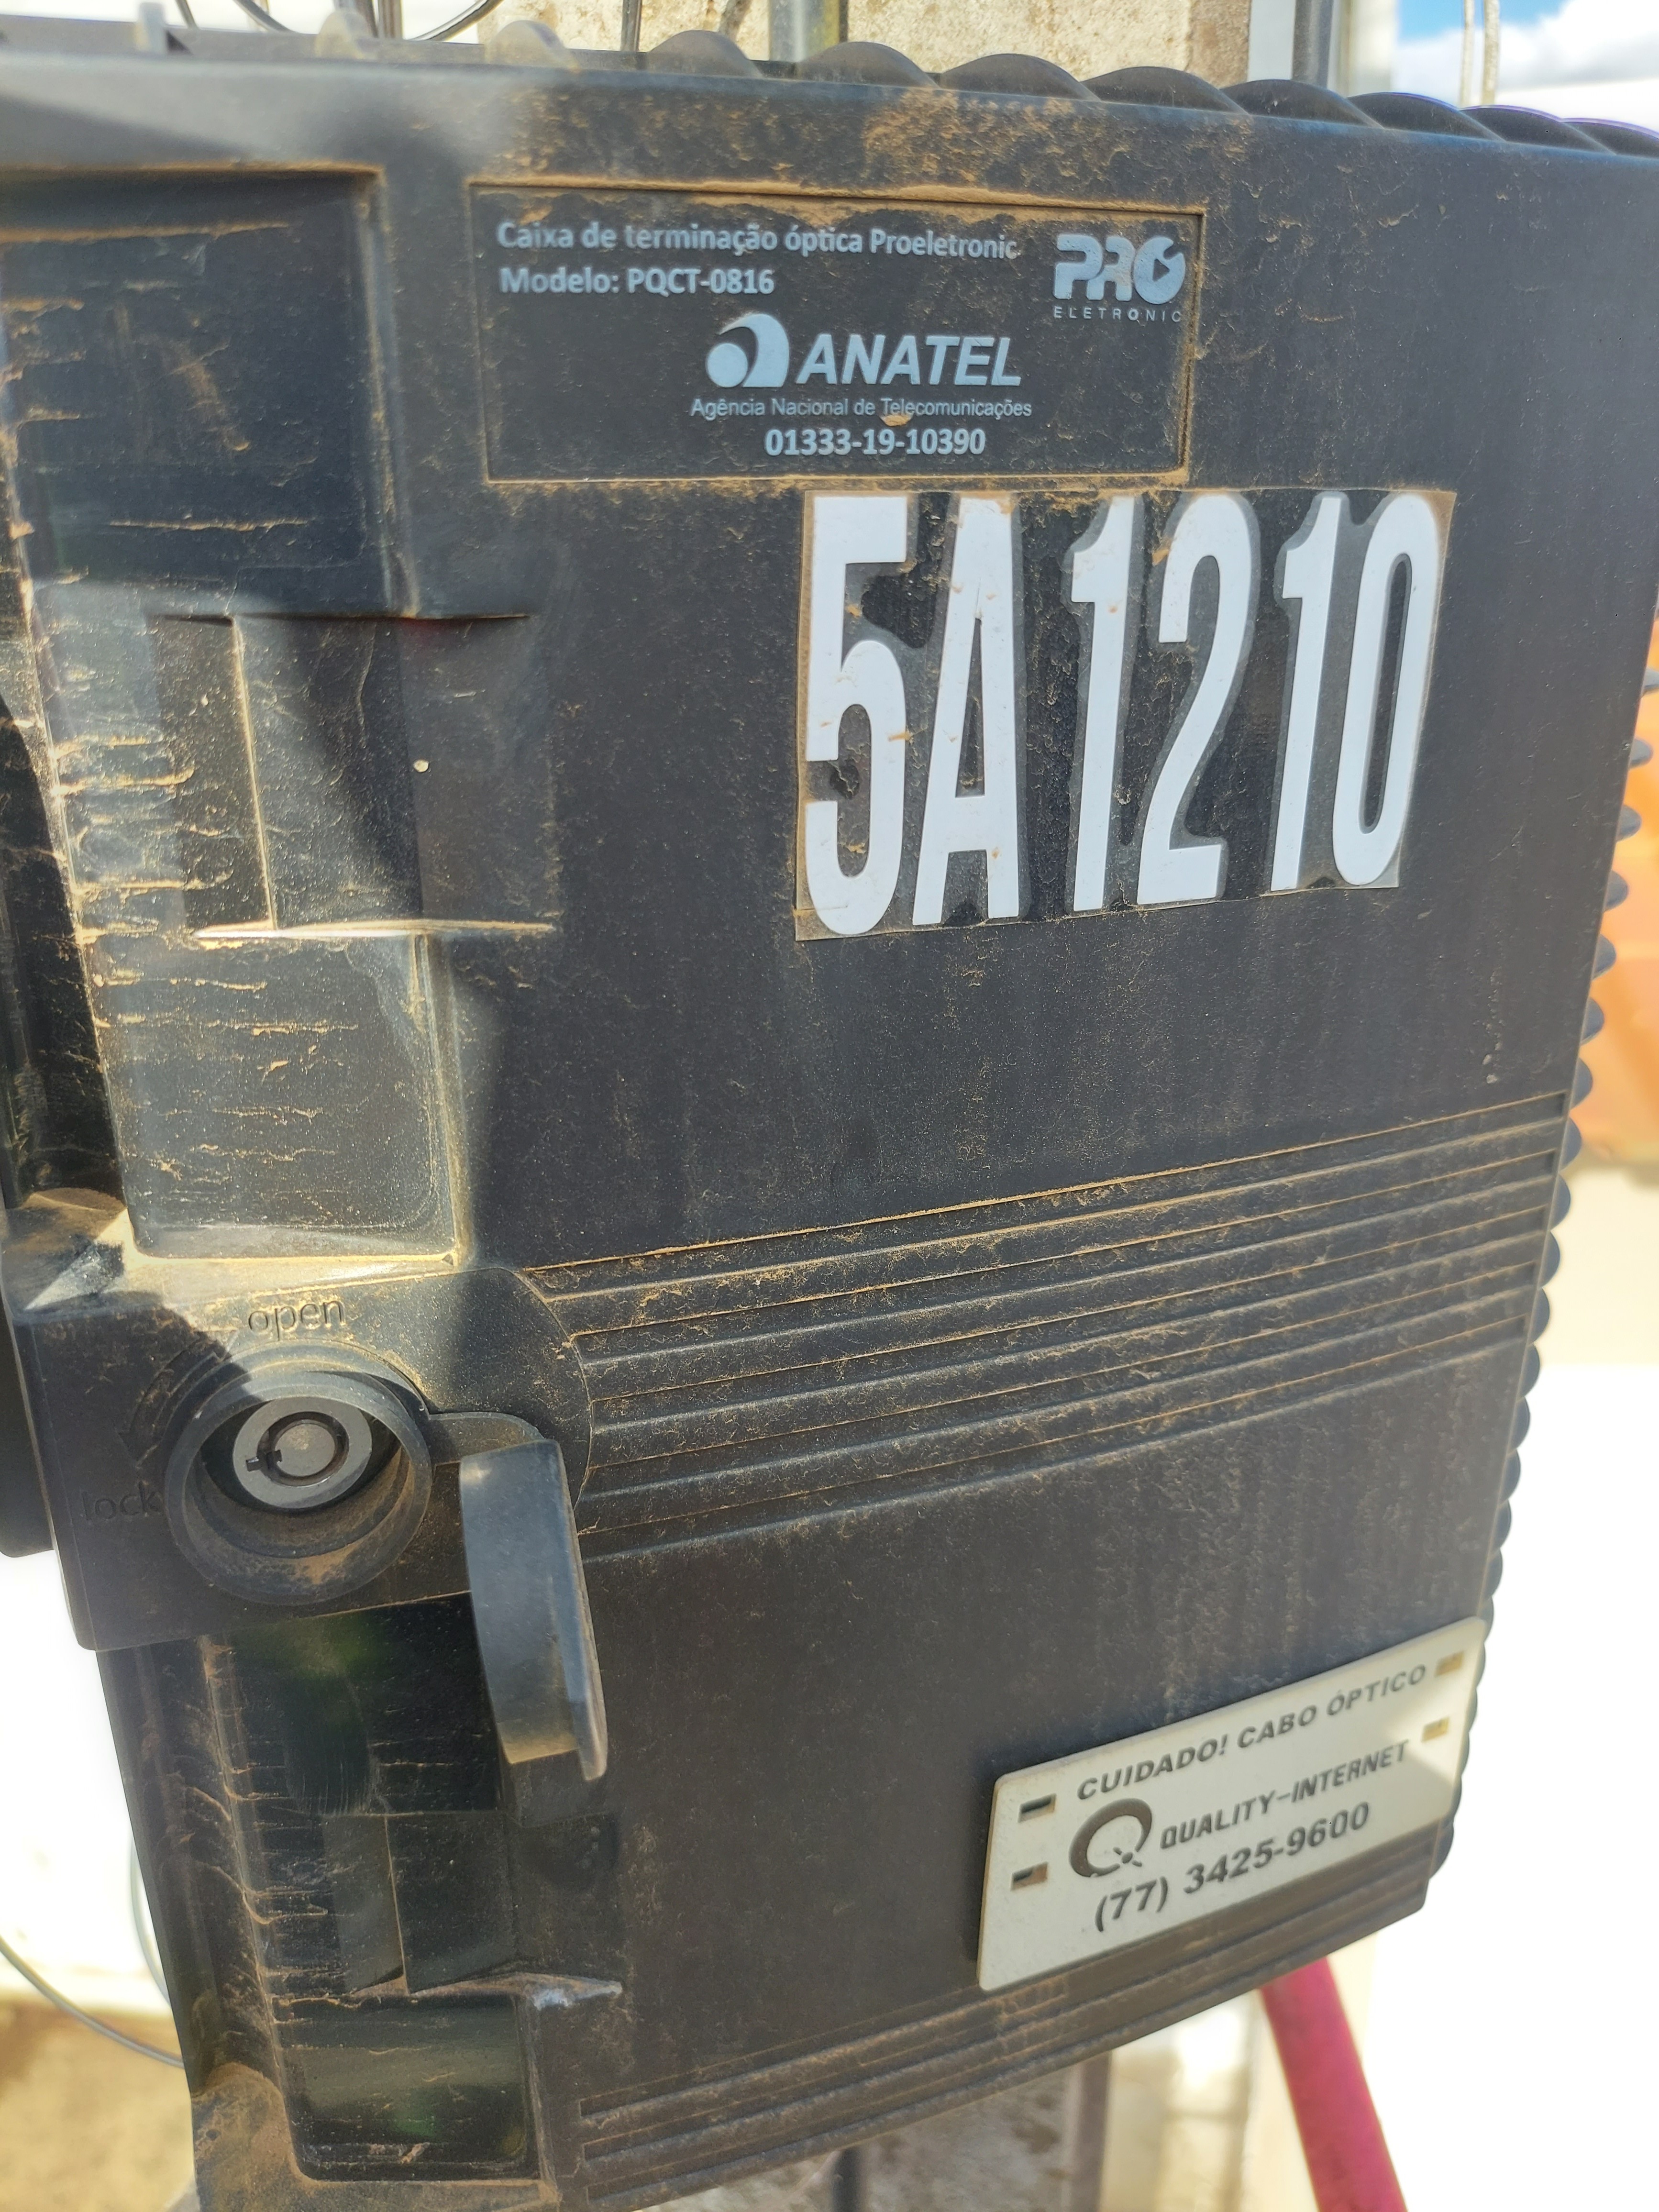 Caixa de terminação óptica Proeletronic
Modelo: PQCT-0816
PRO
ELETRONIC
ANATEL
Agência Nacional de Telecomunicações
01333-19-10390
5A1210
open
lock
CUIDADO! CABO ÓPTICO
QUALITY-INTERNET
(77) 3425-9600